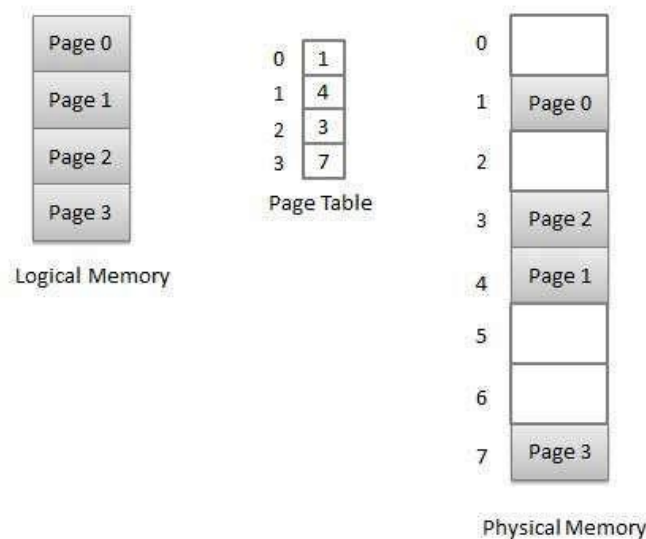 Page 0
Page 1
Page 2
Page 3
Logical Memory
0 1
1 4
2 3
3 7
Page Table
0
1 Page 0
2
3 Page 2
4 Page 1
5
6
7 Page 3
Physical Memory